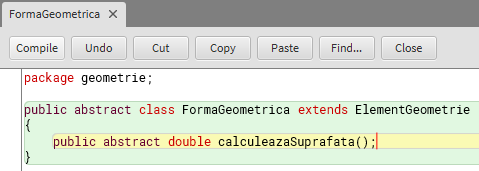 FormaGeometrica ×
Compile Undo Cut Copy Paste Find... Close
package geometrie;
public abstract class FormaGeometrica extends ElementGeometrie
{
public abstract double calculeazaSuprafata();
}